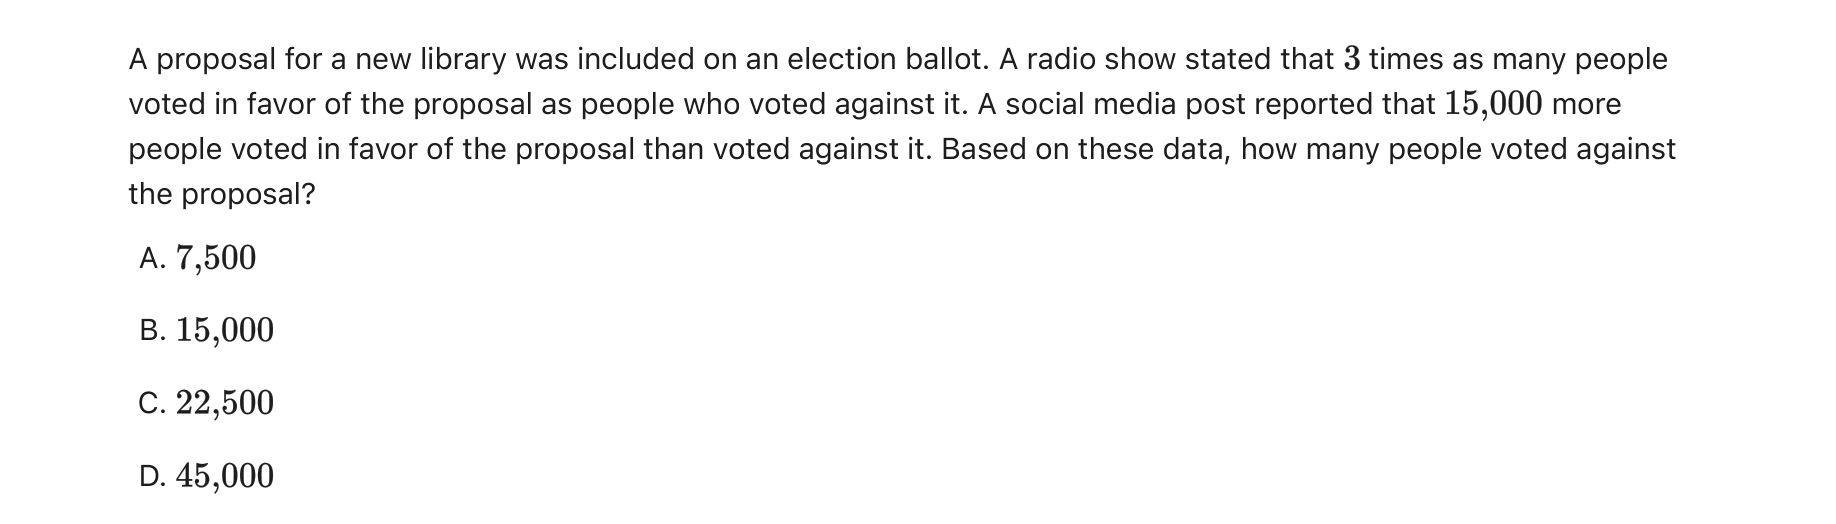 A proposal for a new library was included on an election ballot. A radio show stated that 3 times as many people
voted in favor of the proposal as people who voted against it. A social media post reported that 15,000 more
people voted in favor of the proposal than voted against it. Based on these data, how many people voted against
the proposal?
A. 7,500
B. 15,000
C. 22,500
D. 45,000